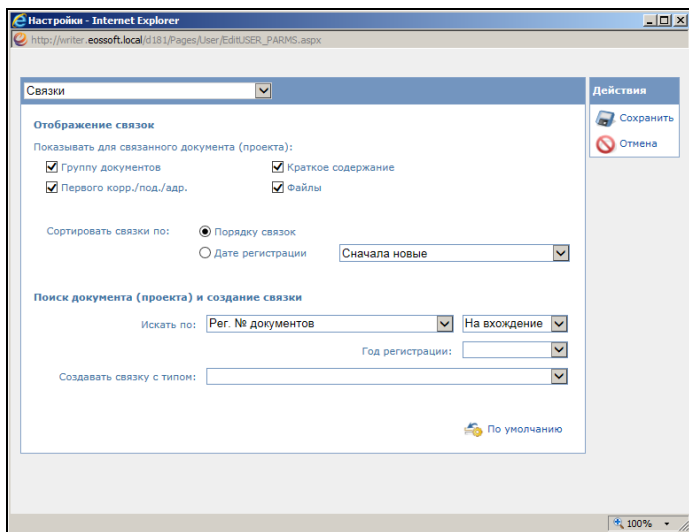 Настройки - Internet Explorer
http://writer.eossoft.local/d181/Pages/User/EditUSER_PARMS.aspx
Связки
Действия
Сохранить
Отмена
Отображение связок
Показывать для связанного документа (проекта):
Группу документов Краткое содержание
Первого корр./под./адр. Файлы
Сортировать связки по: Порядку связок
Дате регистрации Сначала новые
Поиск документа (проекта) и создание связки
Искать по: Рег. № документов На вхождение
Год регистрации:
Создавать связку с типом:
По умолчанию
100%